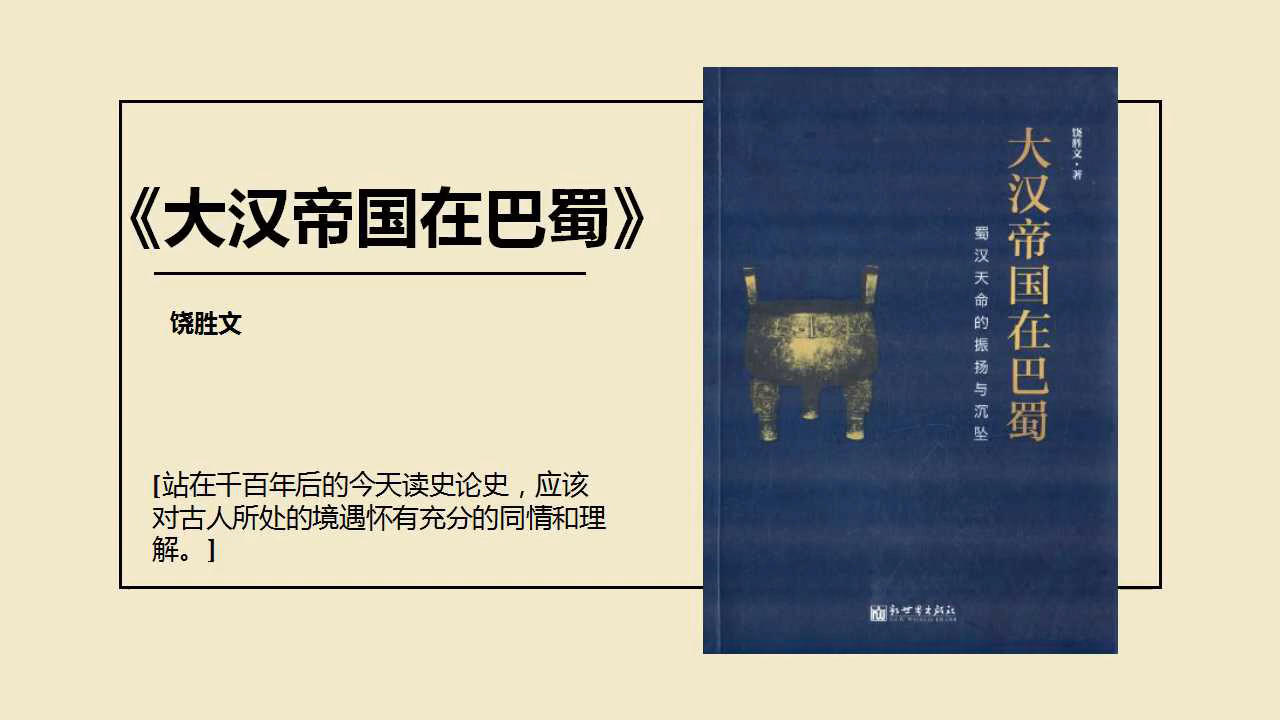 《大汉帝国在巴蜀》
饶胜文
[站在千百年后的今天读史论史，应该
对古人所处的境遇怀有充分的同情和理
解。]
饶胜文·著
大汉帝国在巴蜀
蜀汉天命的振扬与沉坠
新世界出版社
NEW WORLD PRESS